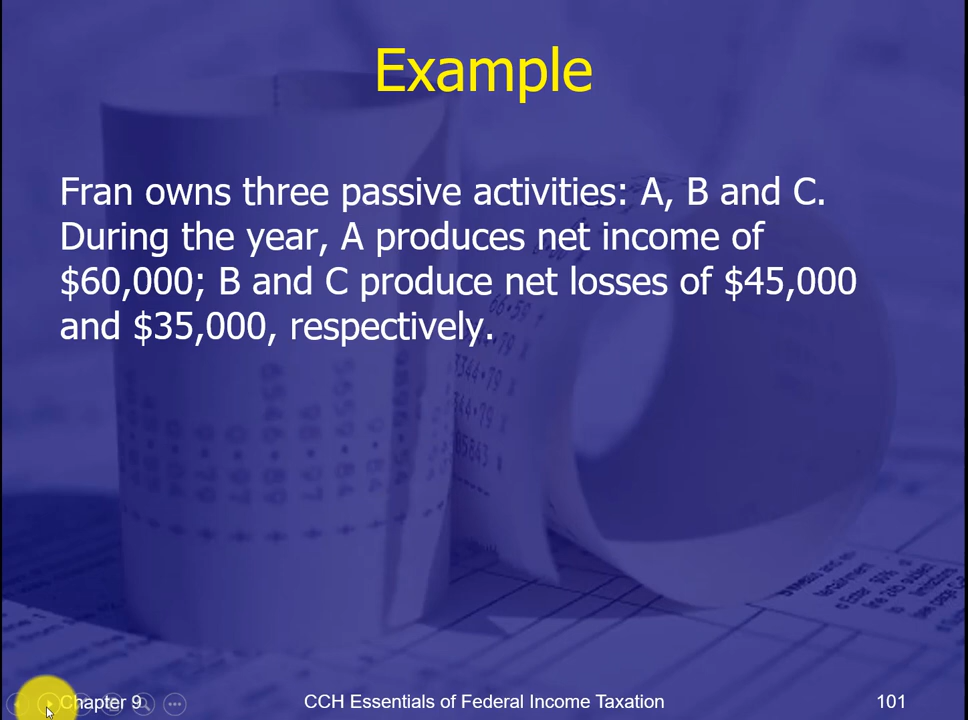 Example
Fran owns three passive activities: A, B and C.
During the year, A produces net income of
$60,000; B and C produce net losses of $45,000
and $35,000, respectively.
Chapter 9
CCH Essentials of Federal Income Taxation
101